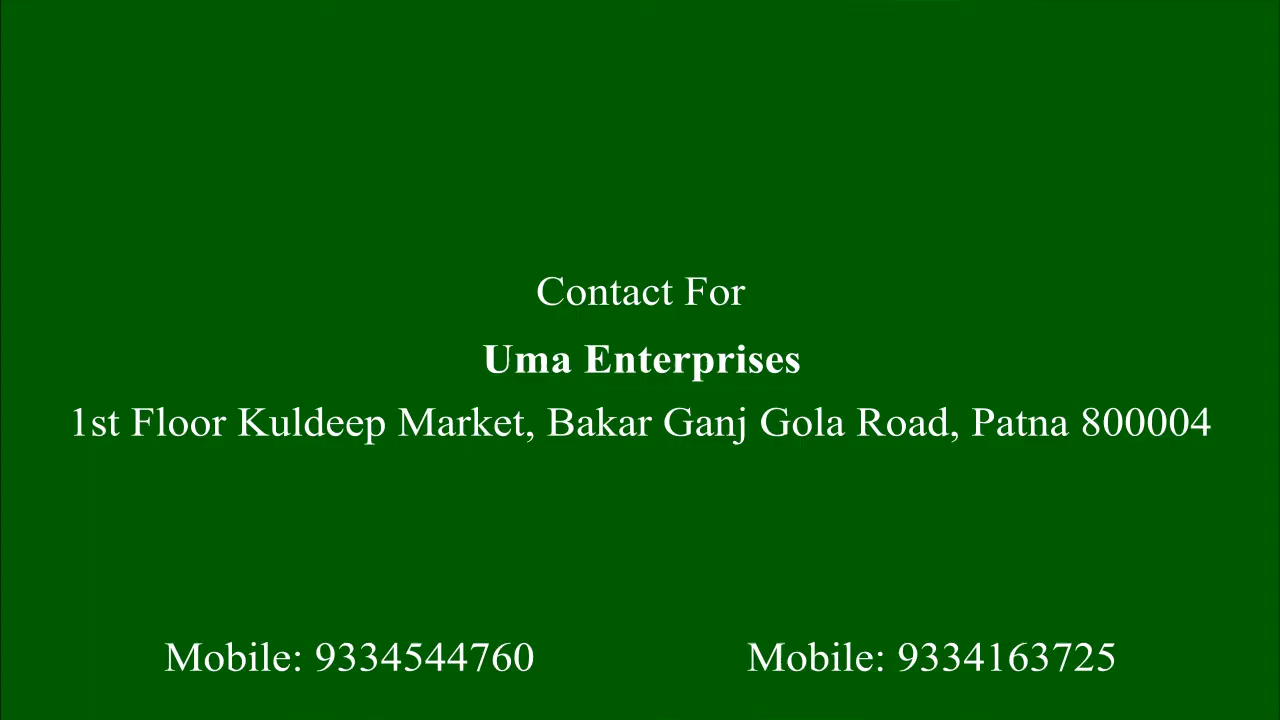 Contact For
Uma Enterprises
1st Floor Kuldeep Market, Bakar Ganj Gola Road, Patna 800004
Mobile: 9334544760
Mobile: 9334163725